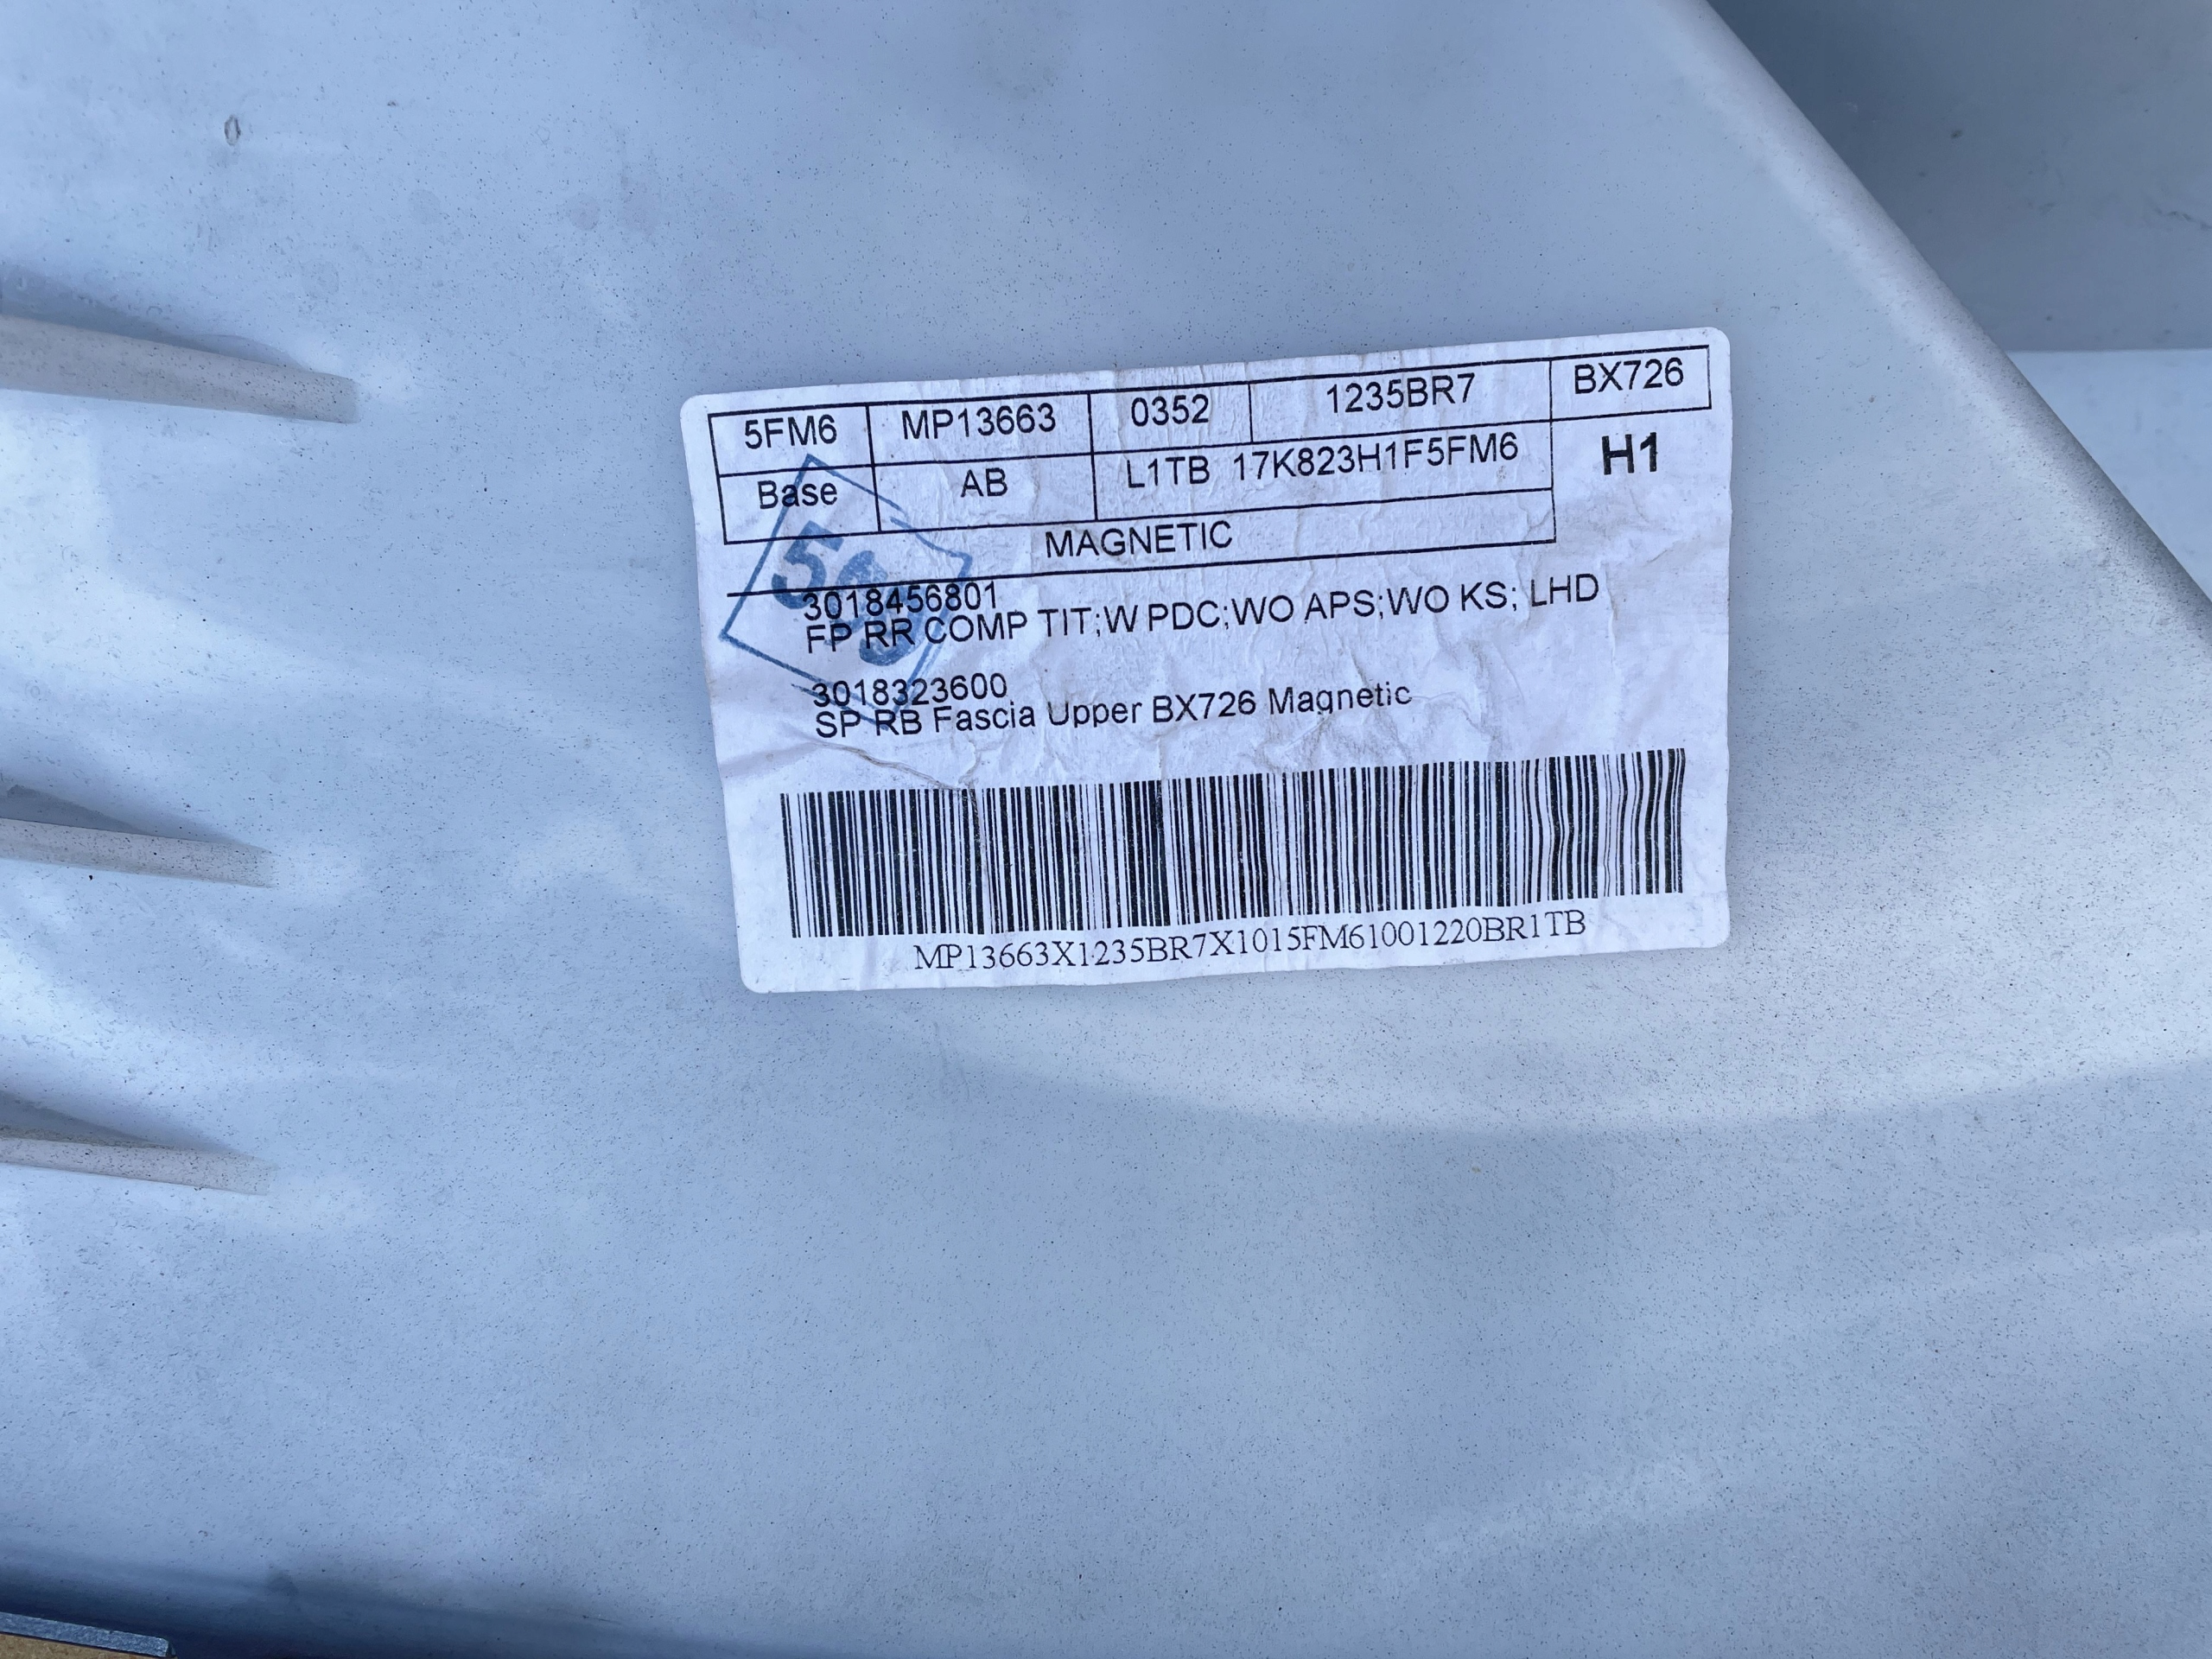 5FM6 MP13663 0352 1235BR7 BX726
Base AB L1TB 17K823H1F5FM6 H1
MAGNETIC
3018456801
FP RR COMP TIT;W PDC;WO APS;WO KS; LHD
3018323600
SP RB Fascia Upper BX726 Magnetic
MP13663X1235BR7X1015FM61001220BR1TB